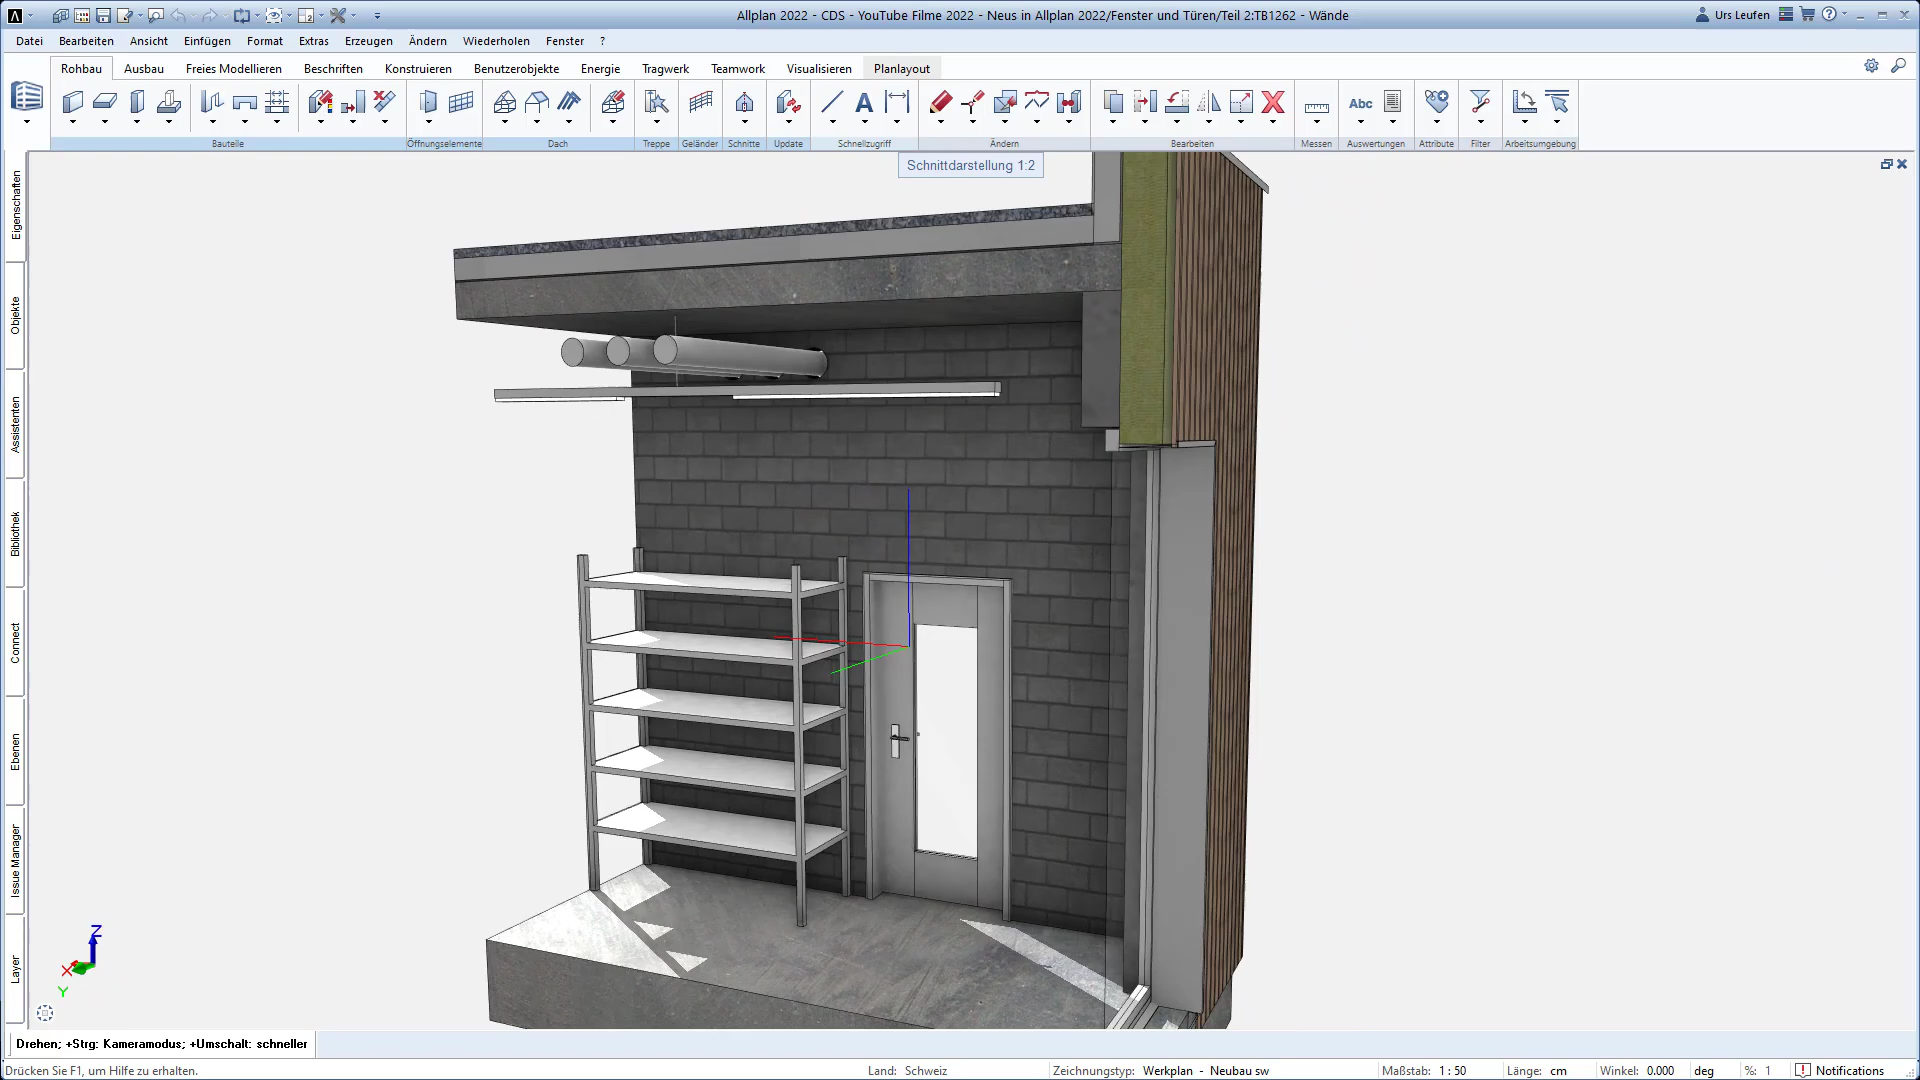 Allplan 2022 - CDS - YouTube Filme 2022 - Neus in Allplan 2022/Fenster und Türen/Teil 2:TB1262 - Wände
Urs Leufen
Datei Bearbeiten Ansicht Einfügen Format Extras Erzeugen Ändern Wiederholen Fenster ?
Rohbau Ausbau Freies Modellieren Beschriften Konstruieren Benutzerobjekte Energie Tragwerk Teamwork Visualisieren Planlayout
A Abc
Bauteile Öffnungselemente Dach Treppe Geländer Schnitte Update Schnellzugriff Ändern Bearbeiten Messen Auswertungen Attribute Filter Arbeitsumgebung
Schnittdarstellung 1:2
Eigenschaften
Objekte
Assistenten
Bibliothek
Connect
Ebenen
Issue Manager
Layer
Z
X
Y
Drehen; +Strg: Kameramodus; +Umschalt: schneller
Drücken Sie F1, um Hilfe zu erhalten. Land: Schweiz Zeichnungstyp: Werkplan - Neubau sw Maßstab: 1 : 50 Länge: cm Winkel: 0.000 deg %: 1 Notifications